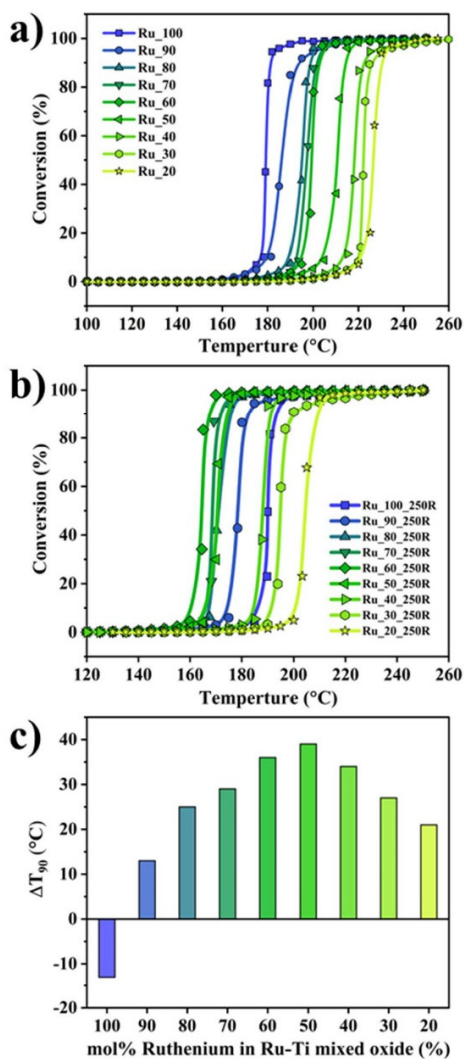 a)
Conversion (%)
100
80
60
40
20
0
Ru_100
Ru_90
Ru_80
Ru_70
Ru_60
Ru_50
Ru_40
Ru_30
Ru_20
100 120 140 160 180 200 220 240 260
Temperture (°C)
b)
Conversion (%)
100
80
60
40
20
0
Ru_100_250R
Ru_90_250R
Ru_80_250R
Ru_70_250R
Ru_60_250R
Ru_50_250R
Ru_40_250R
Ru_30_250R
Ru_20_250R
120 140 160 180 200 220 240 260
Temperture (°C)
c)
ΔT90 (°C)
40
30
20
10
0
-10
-20
100 90 80 70 60 50 40 30 20
mol% Ruthenium in Ru-Ti mixed oxide (%)